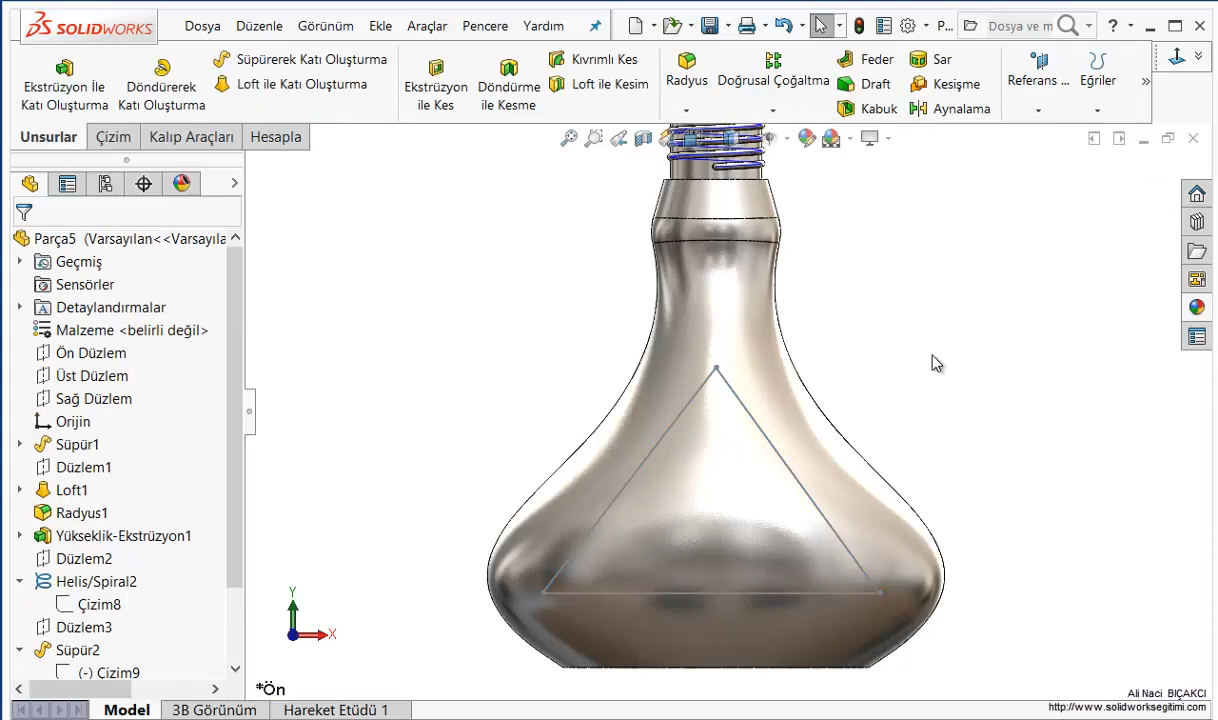 SOLIDWORKS Dosya Düzenle Görünüm Ekle Araçlar Pencere Yardım P... Dosya ve m ?
Ekstrüzyon İle Katı Oluşturma
Döndürerek Katı Oluşturma
Süpürerek Katı Oluşturma
Loft ile Katı Oluşturma
Ekstrüzyon ile Kes
Döndürme ile Kesme
Kıvrımlı Kes
Loft ile Kesim
Radyus
Doğrusal Çoğaltma
Feder
Draft
Kabuk
Sar
Kesişme
Aynalama
Referans ...
Eğriler
»
Unsurlar Çizim Kalıp Araçları Hesapla
Parça5 (Varsayılan<<Varsayıla
Geçmiş
Sensörler
Detaylandırmalar
Malzeme <belirli değil>
Ön Düzlem
Üst Düzlem
Sağ Düzlem
Orijin
Süpür1
Düzlem1
Loft1
Radyus1
Yükseklik-Ekstrüzyon1
Düzlem2
Helis/Spiral2
Çizim8
Düzlem3
Süpür2
(-) Çizim9
Y
X
*Ön
Ali Naci BIÇAKCI
http://www.solidworksegitimi.com
Model 3B Görünüm Hareket Etüdü 1